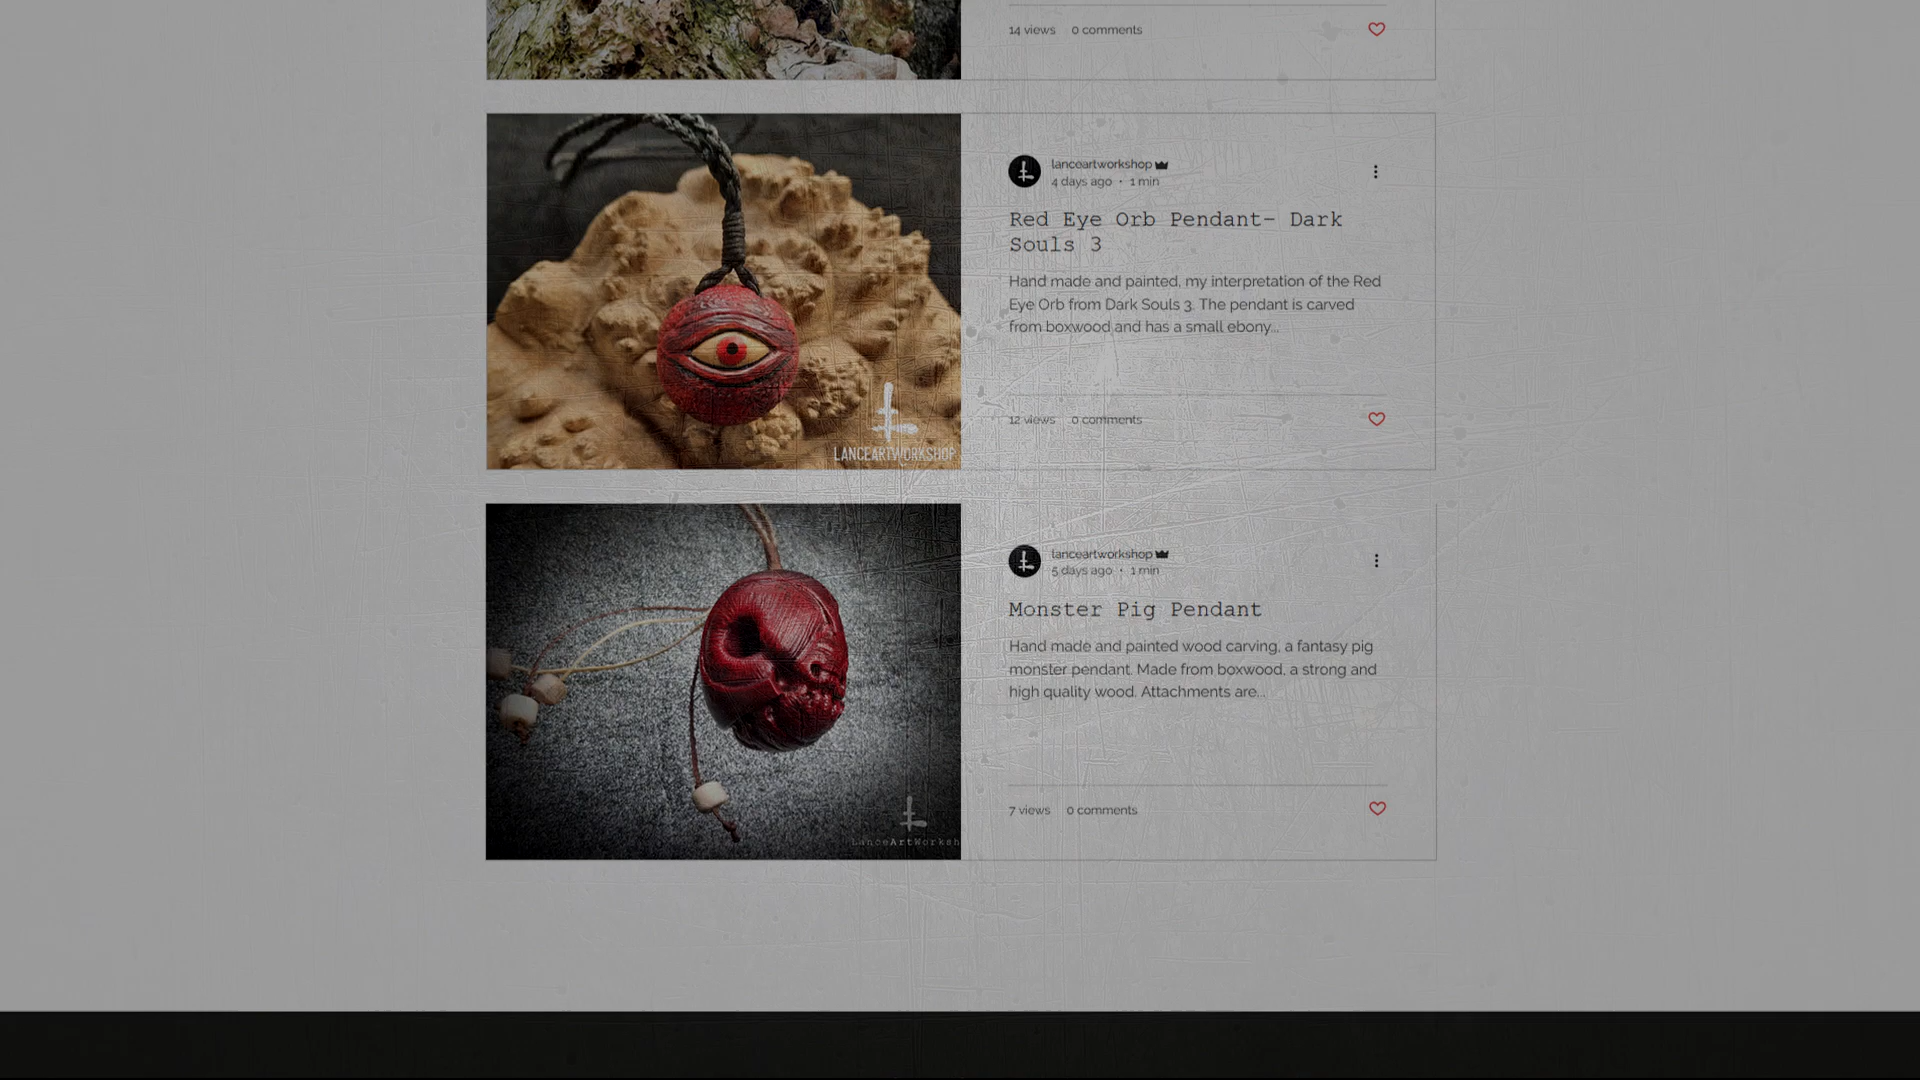 14 views 0 comments
lanceartworkshop
4 days ago · 1 min
Red Eye Orb Pendant- Dark
Souls 3
Hand made and painted, my interpretation of the Red
Eye Orb from Dark Souls 3. The pendant is carved
from boxwood and has a small ebony...
12 views 0 comments
LANCEARTWORKSHOP
lanceartworkshop
5 days ago · 1 min
Monster Pig Pendant
Hand made and painted wood carving, a fantasy pig
monster pendant. Made from boxwood, a strong and
high quality wood. Attachments are...
7 views 0 comments
LanceArtWorksh